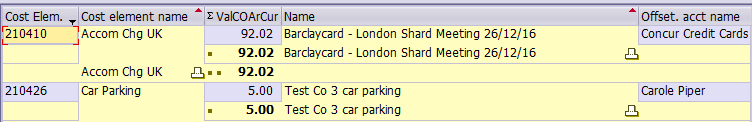 Cost Elem. Cost element name Σ ValCOArCur Name Offset. acct name
210410 Accom Chg UK 92.02 Barclaycard - London Shard Meeting 26/12/16 Concur Credit Cards
92.02 Barclaycard - London Shard Meeting 26/12/16
Accom Chg UK 92.02
210426 Car Parking 5.00 Test Co 3 car parking Carole Piper
5.00 Test Co 3 car parking